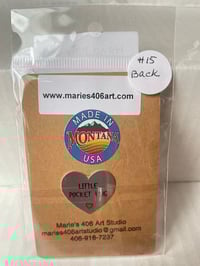 #15
Back
www.maries406art.com
MADE IN
MONTANA
USA
LITTLE
POCKET HUG
Marie's 406 Art Studio
maries406artstudio@gmail.com
406-916-7237